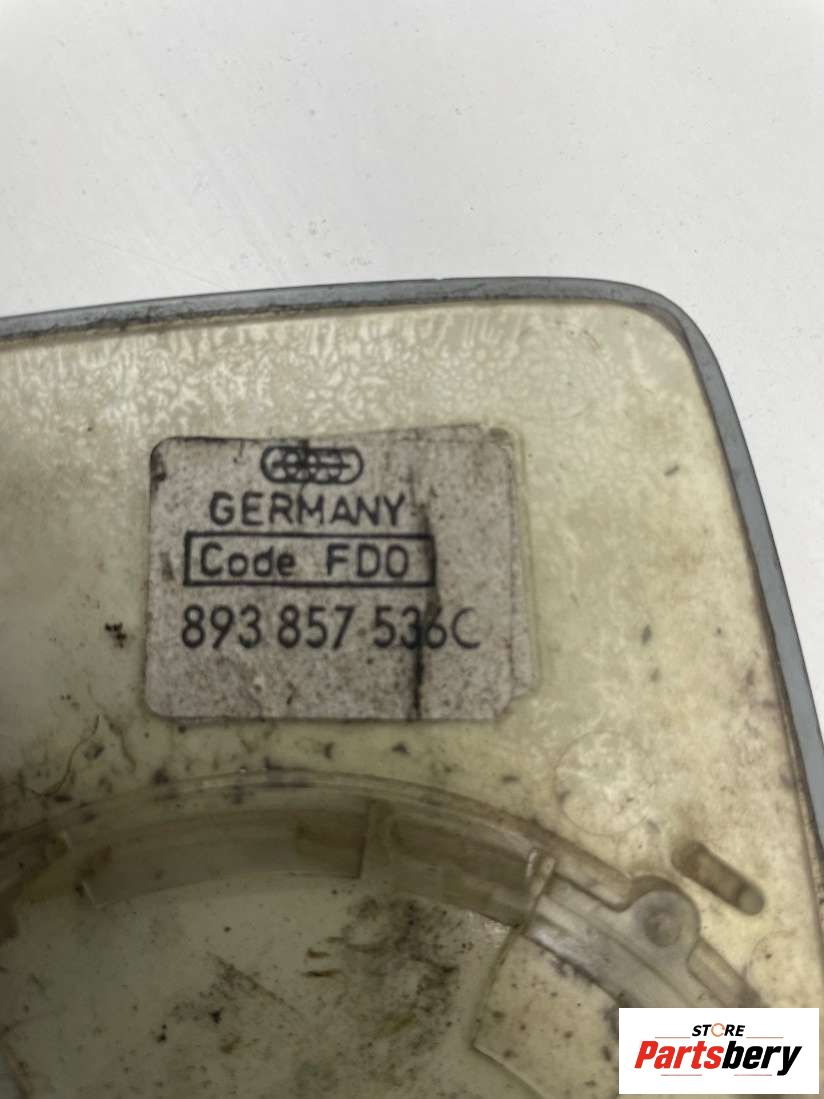 GERMANY
Code FDO
893 857 536C
STORE
Partsbery